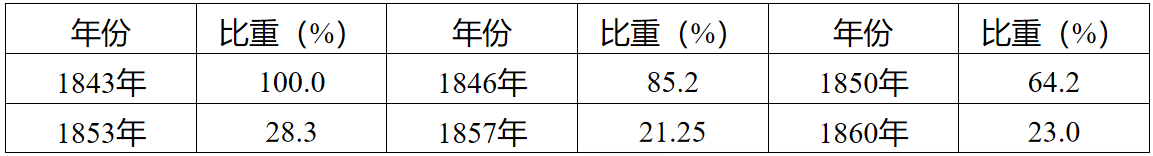 年份 比重（%） 年份 比重（%） 年份 比重（%）
1843年 100.0 1846年 85.2 1850年 64.2
1853年 28.3 1857年 21.25 1860年 23.0